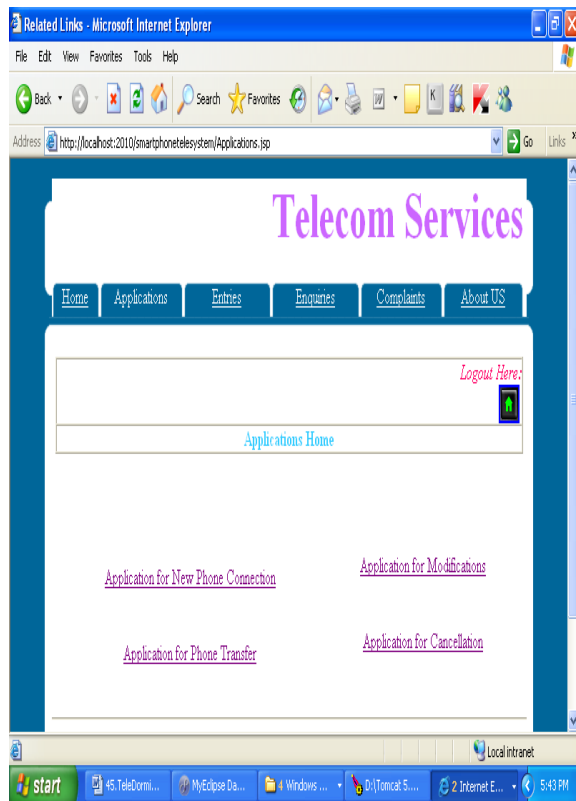 Related Links - Microsoft Internet Explorer
File Edit View Favorites Tools Help
Back Search Favorites
Address http://localhost:2010/smartphonetelesystem/Applications.jsp Go Links »
Telecom Services
Home Applications Entries Enquiries Complaints About US
Logout Here:
Applications Home
Application for New Phone Connection Application for Modifications
Application for Phone Transfer Application for Cancellation
Local intranet
start 45.TeleDormi... MyEclipse Da... 4 Windows ... D:\Tomcat 5.... 2 Internet E... 5:43 PM